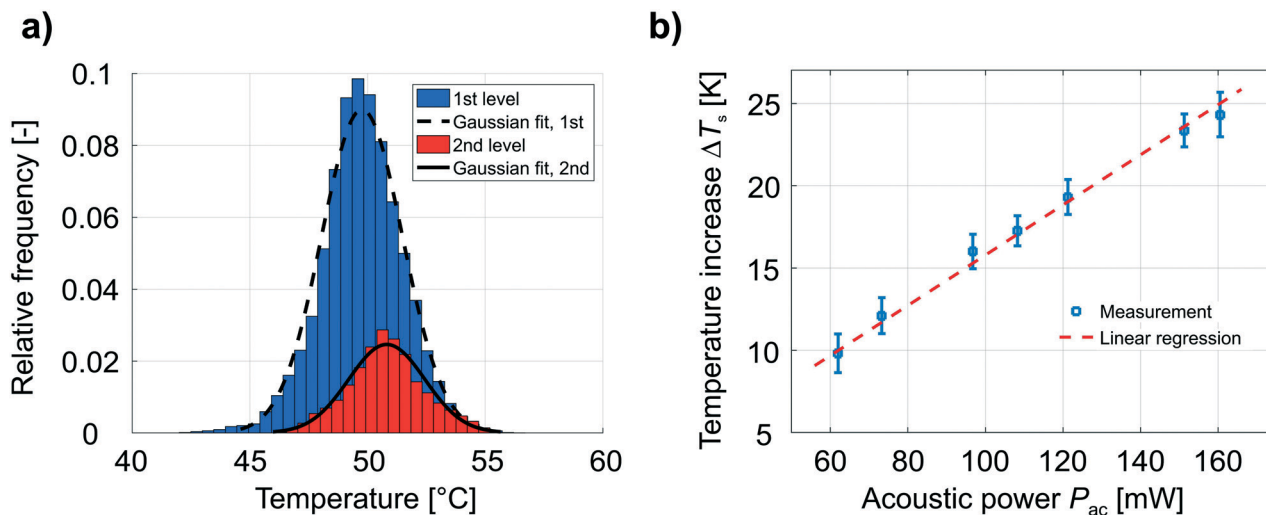 a)
0.1
0.08
0.06
0.04
0.02
0
Relative frequency [-]
40
45
50
55
60
Temperature [°C]
1st level
Gaussian fit, 1st
2nd level
Gaussian fit, 2nd
b)
25
20
15
10
5
Temperature increase ΔTs [K]
60
80
100
120
140
160
Acoustic power Pac [mW]
Measurement
Linear regression